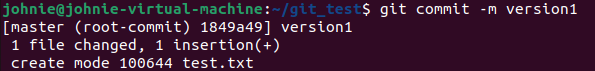 johnie@johnie-virtual-machine:~/git_test$ git commit -m version1
[master (root-commit) 1849a49] version1
 1 file changed, 1 insertion(+)
 create mode 100644 test.txt